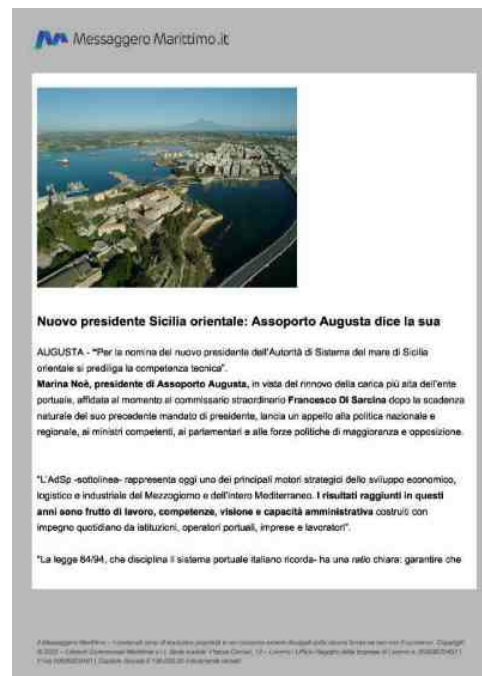 Messaggero Marittimo.it
Nuovo presidente Sicilia orientale: Assoporto Augusta dice la sua
AUGUSTA - "Per la nomina del nuovo presidente dell'Autorità di Sistema del mare di Sicilia
orientale si prediliga la competenza tecnica".
Marina Noè, presidente di Assoporto Augusta, in vista del rinnovo della carica più alta dell'ente
portuale, affidata al momento al commissario straordinario Francesco Di Sarcina dopo la scadenza
naturale del suo precedente mandato di presidente, lancia un appello alla politica nazionale e
regionale, ai ministri competenti, ai parlamentari e alle forze politiche di maggioranza e opposizione.
"L'AdSp -sottolinea- rappresenta oggi uno dei principali motori strategici dello sviluppo economico,
logistico e industriale del Mezzogiorno e dell'intero Mediterraneo. I risultati raggiunti in questi
anni sono frutto di lavoro, competenze, visione e capacità amministrativa costruiti con
impegno quotidiano da istituzioni, operatori portuali, imprese e lavoratori".
"La legge 84/94, che disciplina il sistema portuale italiano ricorda- ha una ratio chiara: garantire che